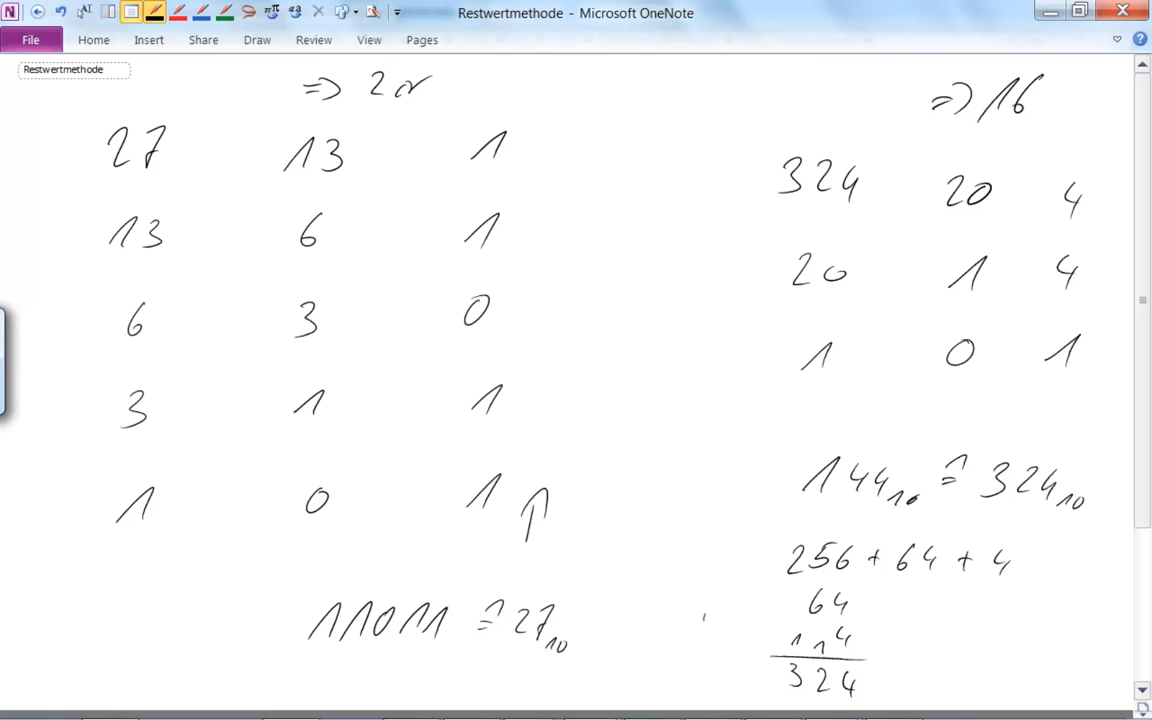 Restwertmethode - Microsoft OneNote
File Home Insert Share Draw Review View Pages
Restwertmethode
=> 2er
27 13 1
13 6 1
6 3 0
3 1 1
1 0 1 ↑
11011 ≙ 27₁₀
=> 16
324 20 4
20 1 4
1 0 1
144₁₆ ≙ 324₁₀
256 + 64 + 4
64
1 1 4
324